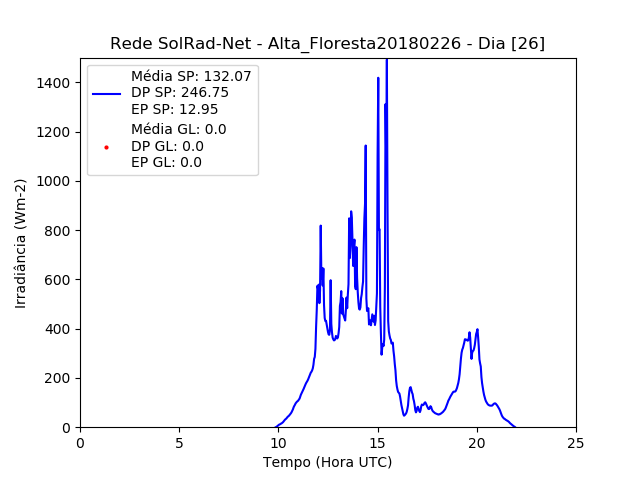 Rede SolRad-Net - Alta_Floresta20180226 - Dia [26]
Média SP: 132.07
DP SP: 246.75
EP SP: 12.95
Média GL: 0.0
DP GL: 0.0
EP GL: 0.0
1400
1200
1000
800
600
400
200
0
Irradiância (Wm-2)
0 5 10 15 20 25
Tempo (Hora UTC)